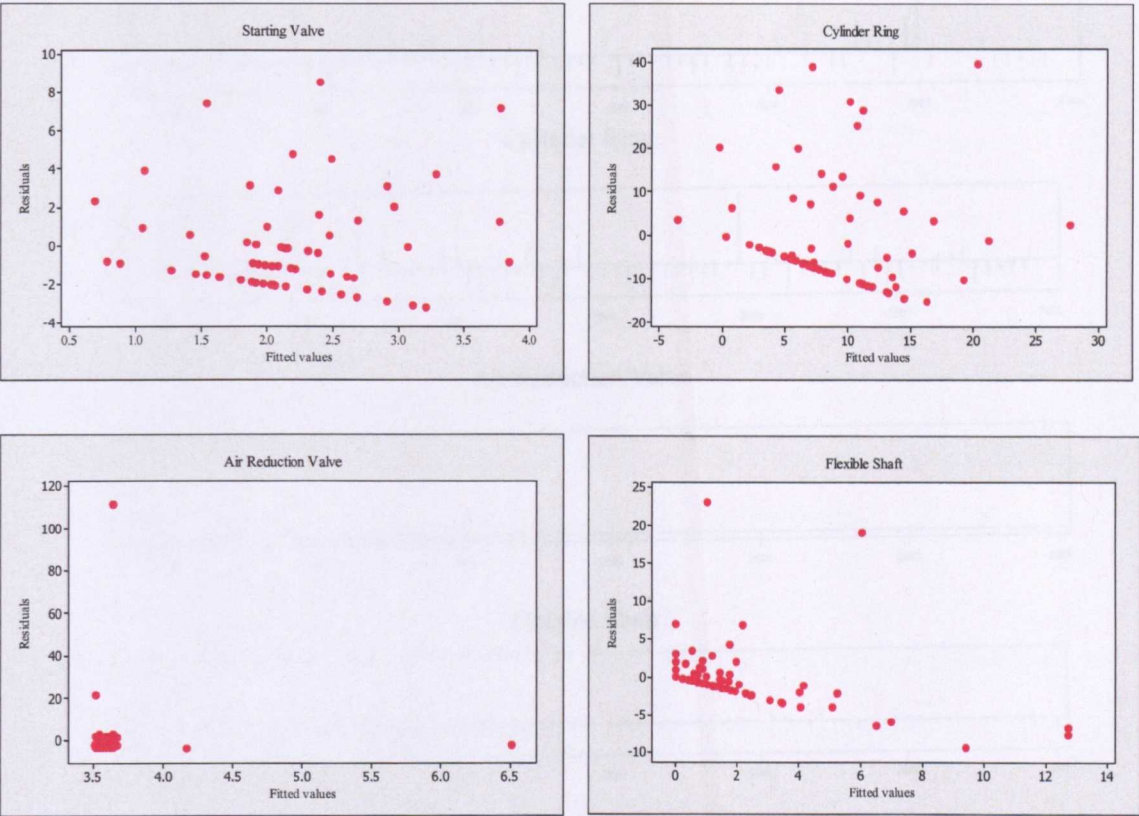 Starting Valve
10
8
6
4
2
0
-2
-4
Residuals
0.5 1.0 1.5 2.0 2.5 3.0 3.5 4.0
Fitted values
Cylinder Ring
40
30
20
10
0
-10
-20
Residuals
-5 0 5 10 15 20 25 30
Fitted values
Air Reduction Valve
120
100
80
60
40
20
0
Residuals
3.5 4.0 4.5 5.0 5.5 6.0 6.5
Fitted values
Flexible Shaft
25
20
15
10
5
0
-5
-10
Residuals
0 2 4 6 8 10 12 14
Fitted values